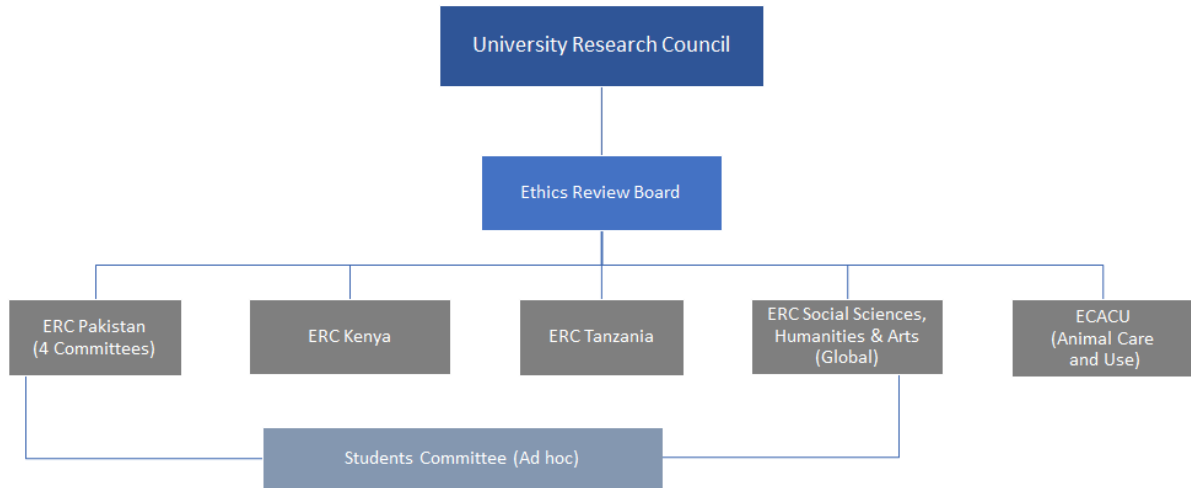 University Research Council
Ethics Review Board
ERC Pakistan
(4 Committees)
ERC Kenya
ERC Tanzania
ERC Social Sciences,
Humanities & Arts
(Global)
ECACU
(Animal Care
and Use)
Students Committee (Ad hoc)